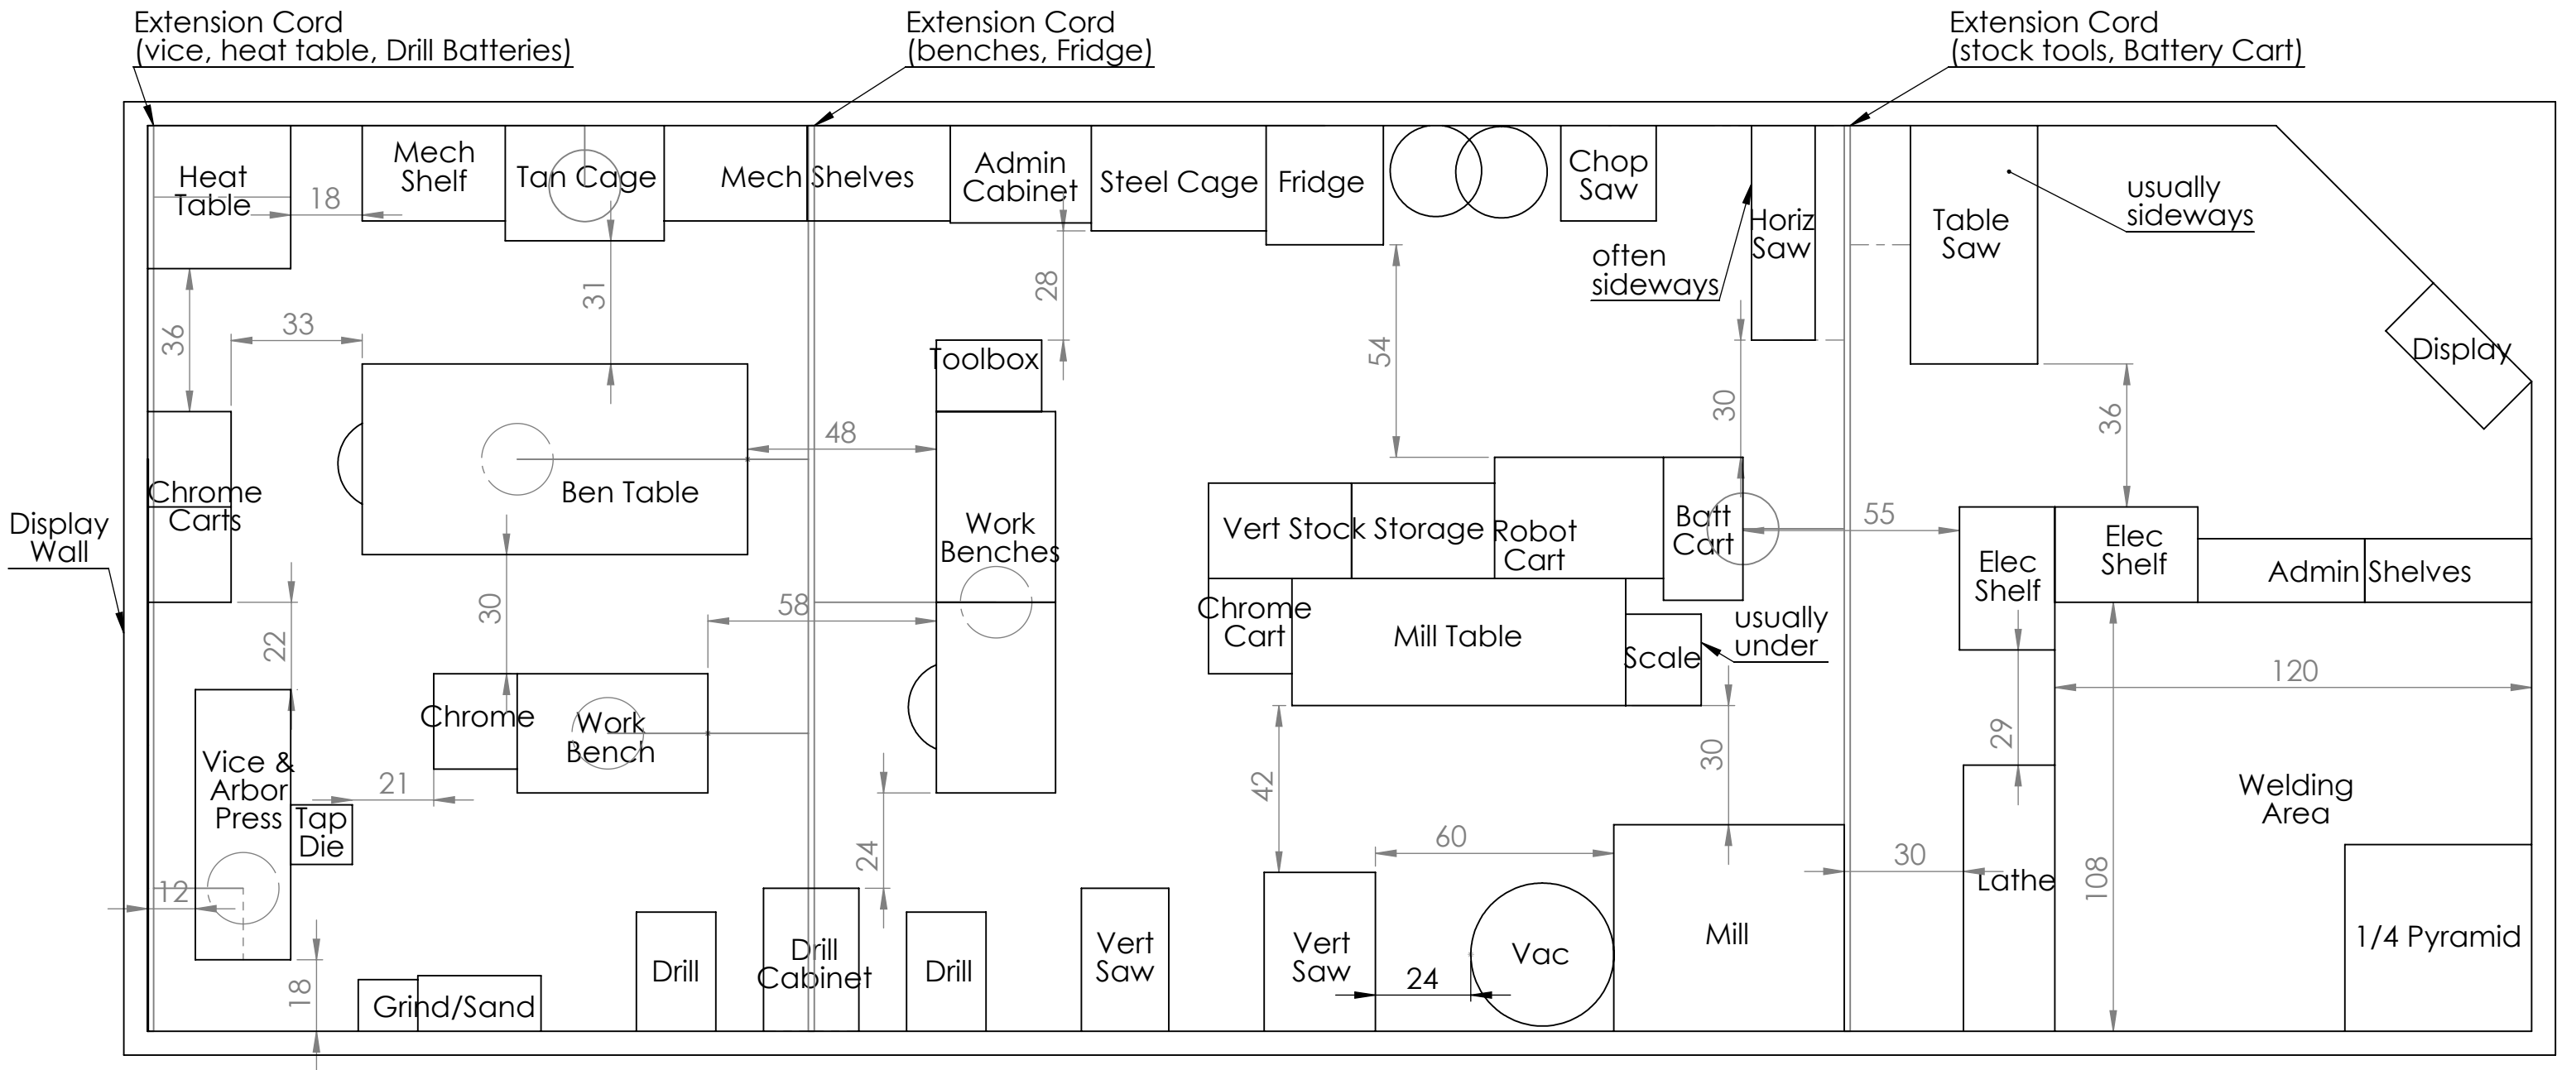 Extension Cord
(vice, heat table, Drill Batteries)
Extension Cord
(benches, Fridge)
Extension Cord
(stock tools, Battery Cart)
Heat
Table
18
Mech
Shelf
Tan Cage
Mech Shelves
Admin
Cabinet
Steel Cage
Fridge
Chop
Saw
Horiz
Saw
often
sideways
Table
Saw
usually
sideways
Display
36
33
31
28
54
30
36
Toolbox
48
Chrome
Carts
Ben Table
Display
Wall
Work
Benches
Vert Stock Storage
Robot
Cart
Batt
Cart
55
Elec
Shelf
Elec
Shelf
Admin Shelves
22
30
58
Chrome
Cart
Mill Table
Scale
usually
under
120
Chrome
Work
Bench
Vice &
Arbor
Press
21
Tap
Die
24
42
30
29
Welding
Area
60
30
108
12
Lathe
18
Grind/Sand
Drill
Drill
Cabinet
Drill
Vert
Saw
Vert
Saw
24
Vac
Mill
1/4 Pyramid